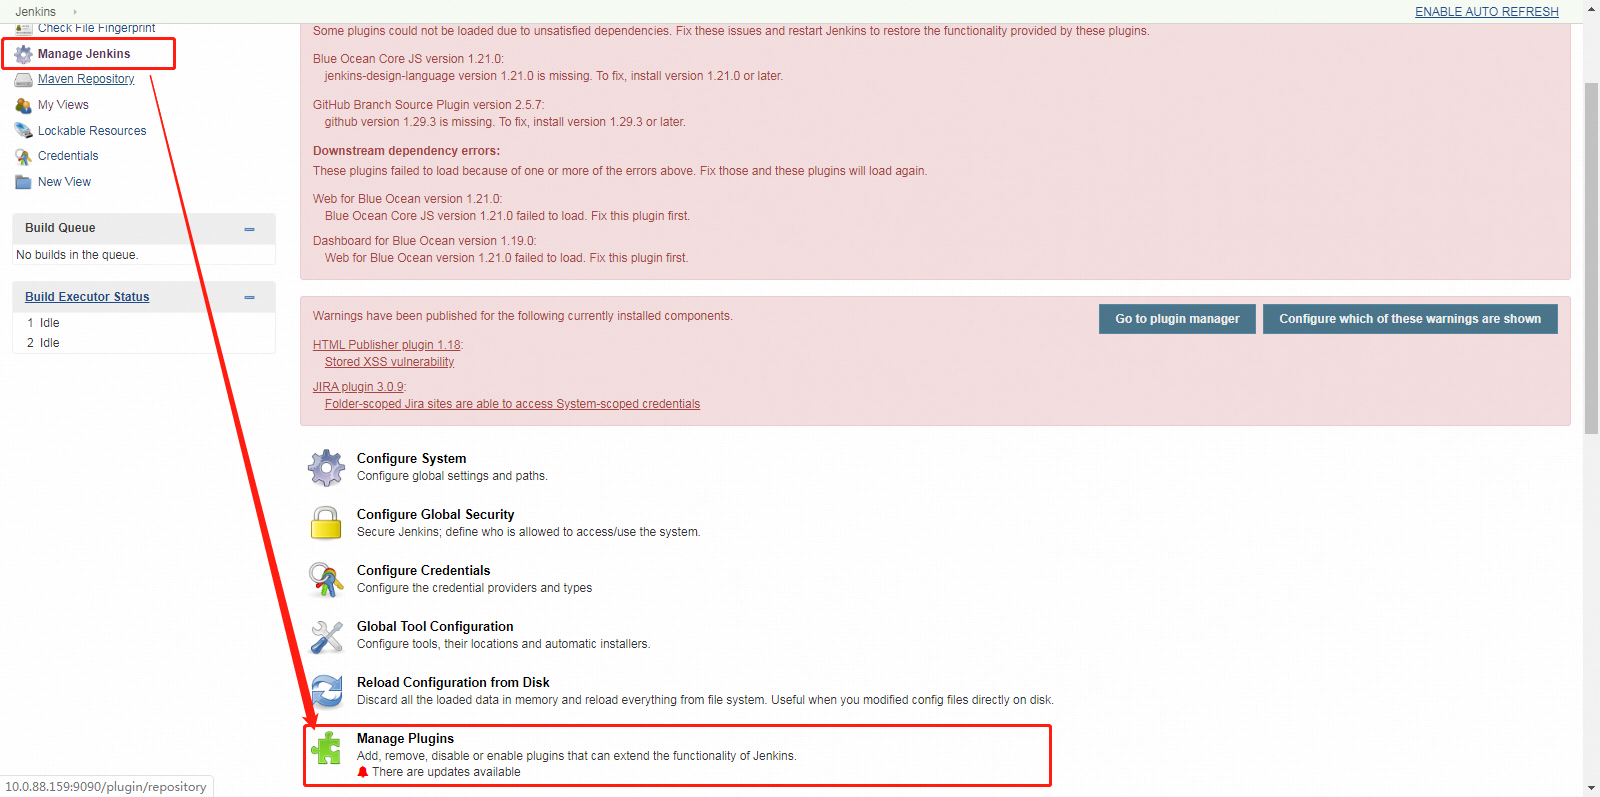 Jenkins
ENABLE AUTO REFRESH
Check File Fingerprint
Manage Jenkins
Maven Repository
My Views
Lockable Resources
Credentials
New View
Build Queue
No builds in the queue.
Build Executor Status
1 Idle
2 Idle
Some plugins could not be loaded due to unsatisfied dependencies. Fix these issues and restart Jenkins to restore the functionality provided by these plugins.
Blue Ocean Core JS version 1.21.0:
jenkins-design-language version 1.21.0 is missing. To fix, install version 1.21.0 or later.
GitHub Branch Source Plugin version 2.5.7:
github version 1.29.3 is missing. To fix, install version 1.29.3 or later.
Downstream dependency errors:
These plugins failed to load because of one or more of the errors above. Fix those and these plugins will load again.
Web for Blue Ocean version 1.21.0:
Blue Ocean Core JS version 1.21.0 failed to load. Fix this plugin first.
Dashboard for Blue Ocean version 1.19.0:
Web for Blue Ocean version 1.21.0 failed to load. Fix this plugin first.
Warnings have been published for the following currently installed components.
Go to plugin manager
Configure which of these warnings are shown
HTML Publisher plugin 1.18:
Stored XSS vulnerability
JIRA plugin 3.0.9:
Folder-scoped Jira sites are able to access System-scoped credentials
Configure System
Configure global settings and paths.
Configure Global Security
Secure Jenkins; define who is allowed to access/use the system.
Configure Credentials
Configure the credential providers and types
Global Tool Configuration
Configure tools, their locations and automatic installers.
Reload Configuration from Disk
Discard all the loaded data in memory and reload everything from file system. Useful when you modified config files directly on disk.
Manage Plugins
Add, remove, disable or enable plugins that can extend the functionality of Jenkins.
There are updates available
10.0.88.159:9090/plugin/repository